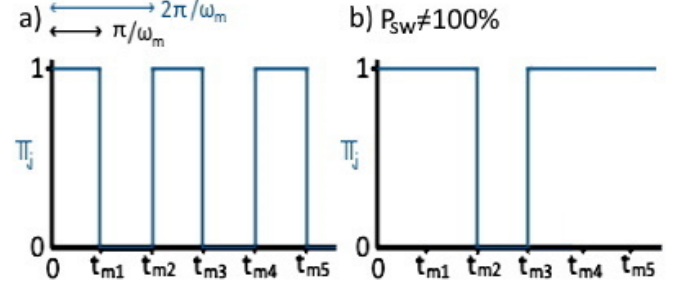 a) 2π/ωm
π/ωm
1
πj
0
0 tm1 tm2 tm3 tm4 tm5
b) PSW≠100%
1
πj
0
0 tm1 tm2 tm3 tm4 tm5